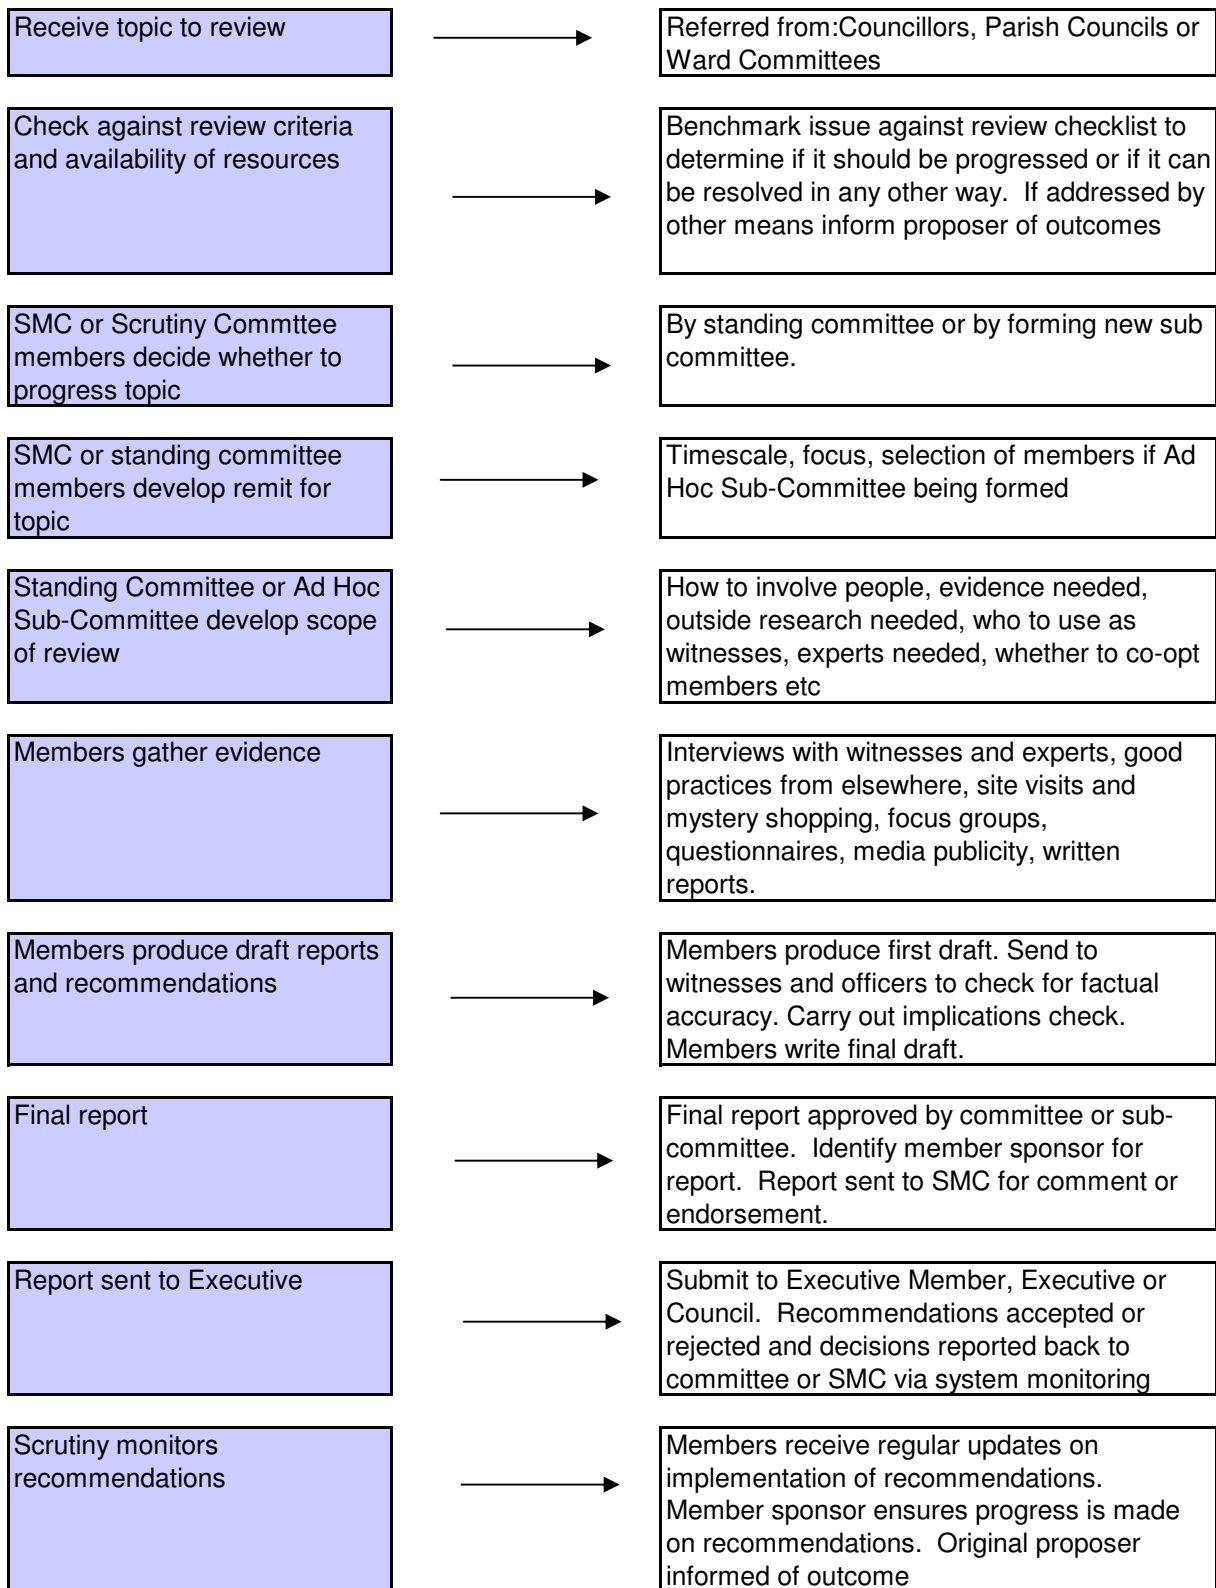 Receive topic to review
Referred from:Councillors, Parish Councils or
Ward Committees
Check against review criteria
and availability of resources
Benchmark issue against review checklist to
determine if it should be progressed or if it can
be resolved in any other way.  If addressed by
other means inform proposer of outcomes
SMC or Scrutiny Commttee
members decide whether to
progress topic
By standing committee or by forming new sub
committee.
SMC or standing committee
members develop remit for
topic
Timescale, focus, selection of members if Ad
Hoc Sub-Committee being formed
Standing Committee or Ad Hoc
Sub-Committee develop scope
of review
How to involve people, evidence needed,
outside research needed, who to use as
witnesses, experts needed, whether to co-opt
members etc
Members gather evidence
Interviews with witnesses and experts, good
practices from elsewhere, site visits and
mystery shopping, focus groups,
questionnaires, media publicity, written
reports.
Members produce draft reports
and recommendations
Members produce first draft. Send to
witnesses and officers to check for factual
accuracy. Carry out implications check.
Members write final draft.
Final report
Final report approved by committee or sub-
committee.  Identify member sponsor for
report.  Report sent to SMC for comment or
endorsement.
Report sent to Executive
Submit to Executive Member, Executive or
Council.  Recommendations accepted or
rejected and decisions reported back to
committee or SMC via system monitoring
Scrutiny monitors
recommendations
Members receive regular updates on
implementation of recommendations.
Member sponsor ensures progress is made
on recommendations.  Original proposer
informed of outcome